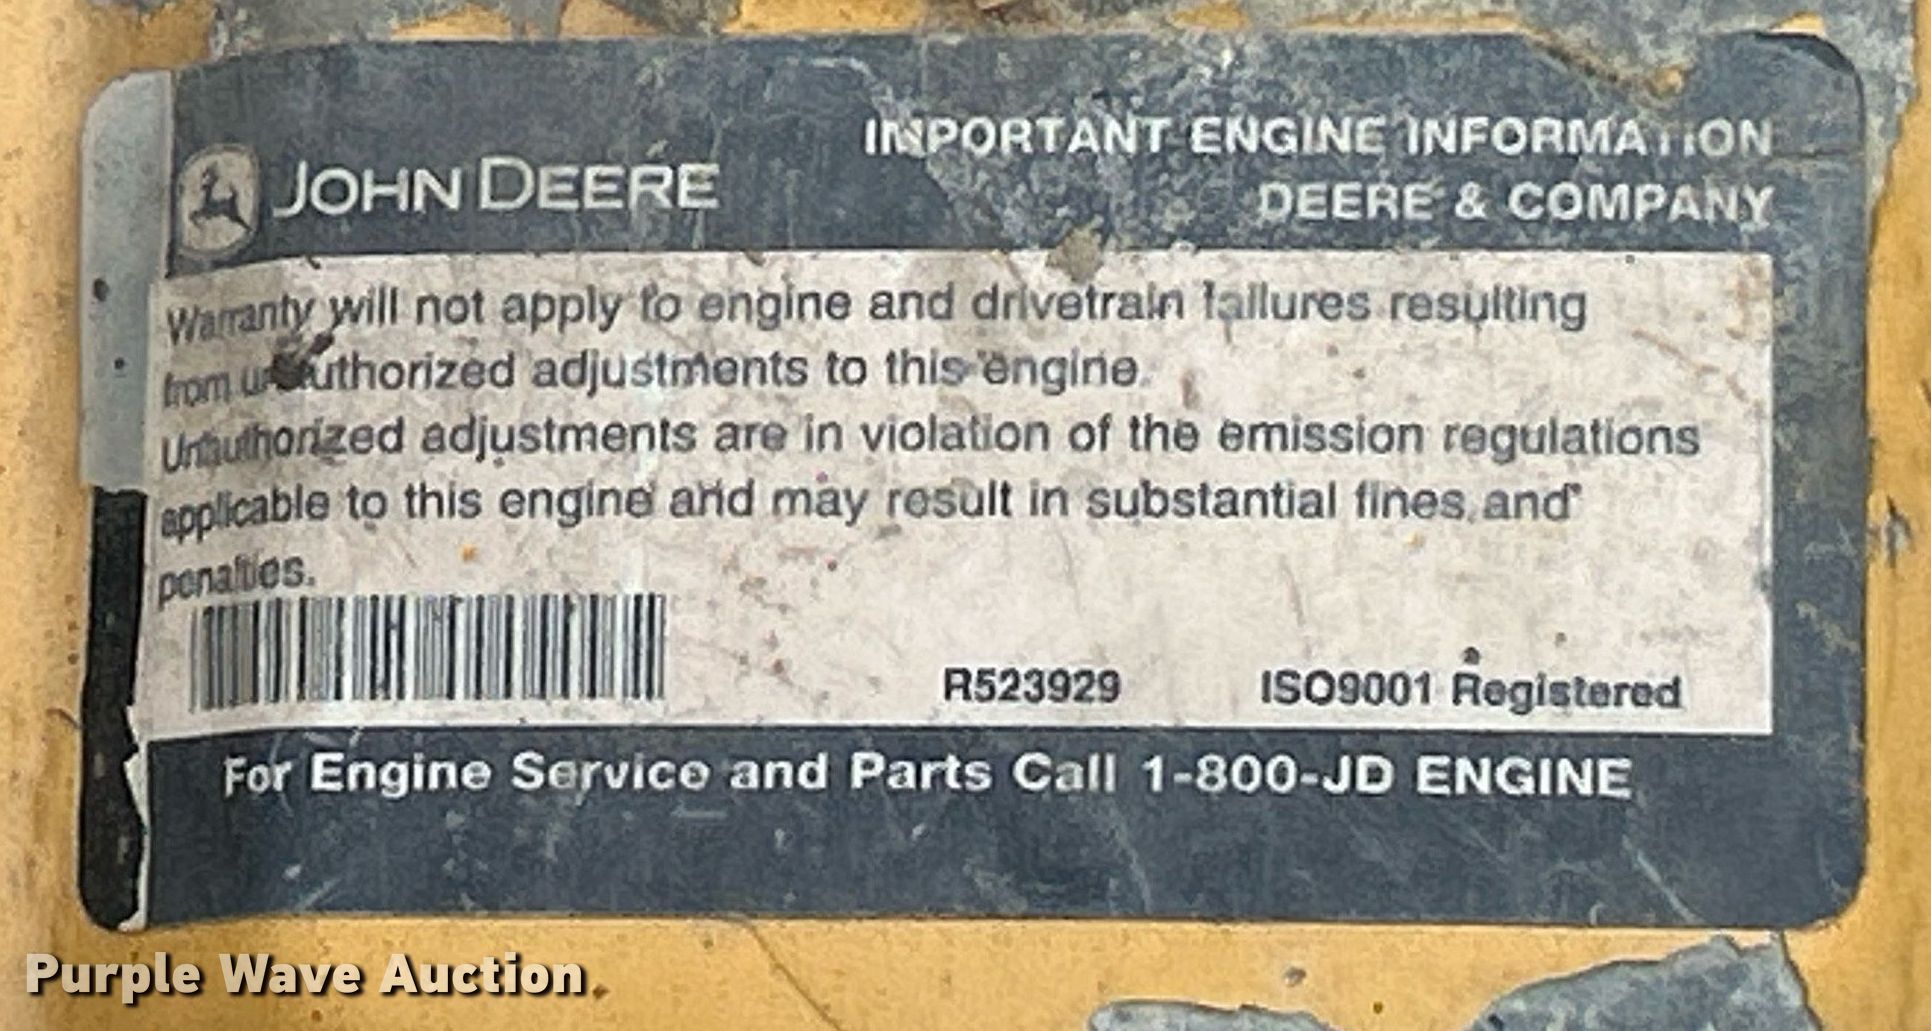 JOHN DEERE
IMPORTANT ENGINE INFORMATION
DEERE & COMPANY
Warranty will not apply to engine and drivetrain failures resulting
from unauthorized adjustments to this engine.
Unauthorized adjustments are in violation of the emission regulations
applicable to this engine and may result in substantial fines and
penalties.
R523929 ISO9001 Registered
For Engine Service and Parts Call 1-800-JD ENGINE
Purple Wave Auction